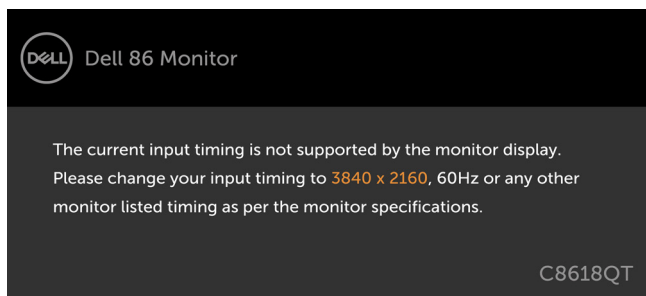 DELL
Dell 86 Monitor
The current input timing is not supported by the monitor display.
Please change your input timing to 3840 x 2160, 60Hz or any other
monitor listed timing as per the monitor specifications.
C8618QT